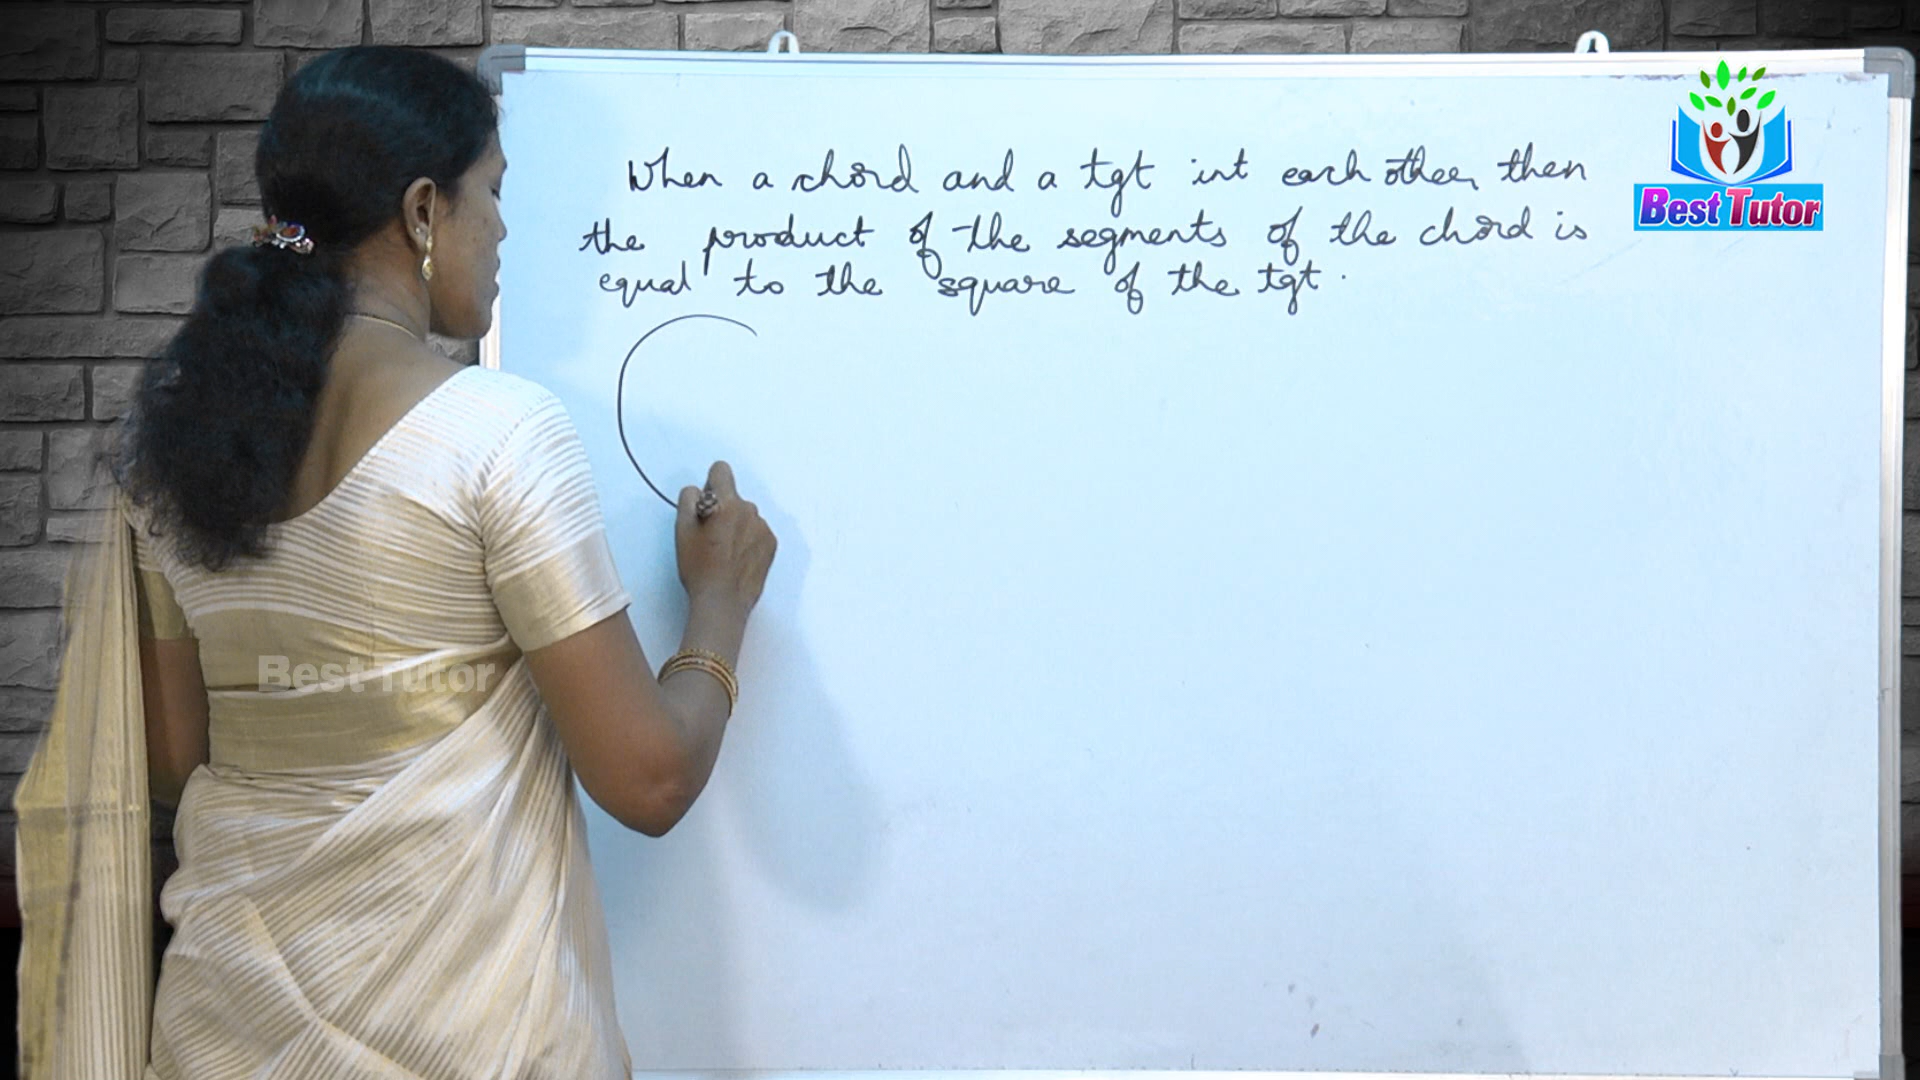 When a chord and a tgt int each other, then
the product of the segments of the chord is
equal to the square of the tgt.
Best Tutor
Best Tutor